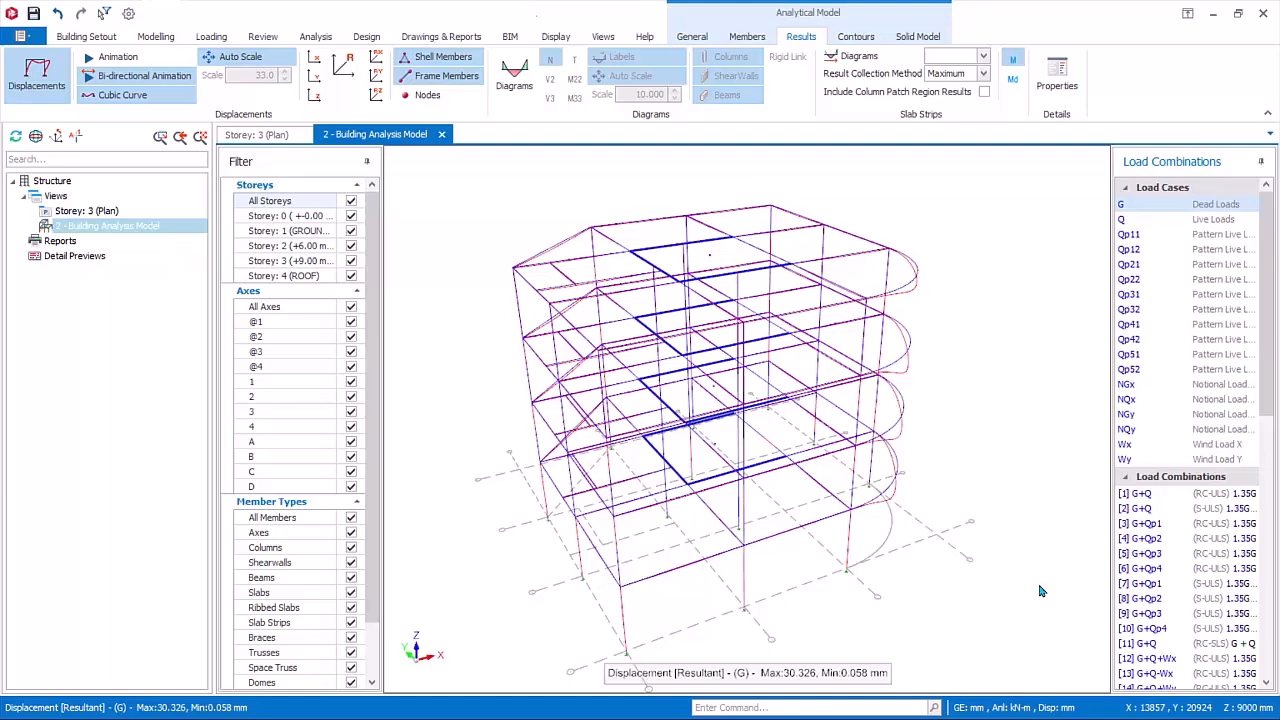 Analytical Model
Building Setout Modelling Loading Review Analysis Design Drawings & Reports BIM Display Views Help General Members Results Contours Solid Model
Displacements
Animation
Bi-directional Animation
Cubic Curve
Auto Scale
Scale 33.0
X
Y
Z
R
RX
RY
RZ
Shell Members
Frame Members
Nodes
Displacements
Diagrams
N T
V2 M22
V3 M33
Labels
Auto Scale
Scale 10.000
Columns
ShearWalls
Beams
Rigid Link
Diagrams
Diagrams
Result Collection Method Maximum
Include Column Patch Region Results
M
Md
Slab Strips
Properties
Details
Storey: 3 (Plan)
2 - Building Analysis Model
Search...
Structure
Views
Storey: 3 (Plan)
2 - Building Analysis Model
Reports
Detail Previews
Filter
Storeys
All Storeys
Storey: 0 ( +-0.00 ...
Storey: 1 (GROUN...
Storey: 2 (+6.00 m...
Storey: 3 (+9.00 m...
Storey: 4 (ROOF)
Axes
All Axes
@1
@2
@3
@4
1
2
3
4
A
B
C
D
Member Types
All Members
Axes
Columns
Shearwalls
Beams
Slabs
Ribbed Slabs
Slab Strips
Braces
Trusses
Space Truss
Domes
Z
Y
X
Displacement [Resultant] - (G) - Max:30.326, Min:0.058 mm
Load Combinations
Load Cases
G Dead Loads
Q Live Loads
Qp11 Pattern Live L...
Qp12 Pattern Live L...
Qp21 Pattern Live L...
Qp22 Pattern Live L...
Qp31 Pattern Live L...
Qp32 Pattern Live L...
Qp41 Pattern Live L...
Qp42 Pattern Live L...
Qp51 Pattern Live L...
Qp52 Pattern Live L...
NGx Notional Load...
NQx Notional Load...
NGy Notional Load...
NQy Notional Load...
Wx Wind Load X
Wy Wind Load Y
Load Combinations
[1] G+Q (RC-ULS) 1.35G
[2] G+Q (S-ULS) 1.35G...
[3] G+Qp1 (RC-ULS) 1.35G
[4] G+Qp2 (RC-ULS) 1.35G
[5] G+Qp3 (RC-ULS) 1.35G
[6] G+Qp4 (RC-ULS) 1.35G
[7] G+Qp1 (S-ULS) 1.35G...
[8] G+Qp2 (S-ULS) 1.35G...
[9] G+Qp3 (S-ULS) 1.35G...
[10] G+Qp4 (S-ULS) 1.35G...
[11] G+Q (RC-SLS) G + Q
[12] G+Q+Wx (RC-ULS) 1.35G
[13] G+Q-Wx (RC-ULS) 1.35G
[14] G+Q+Wy (RC-ULS) 1.35G
Displacement [Resultant] - (G) - Max:30.326, Min:0.058 mm
Enter Command...
GE: mm , Anl: kN-m , Disp: mm
X : 13857 , Y : 20924
Z : 9000 mm